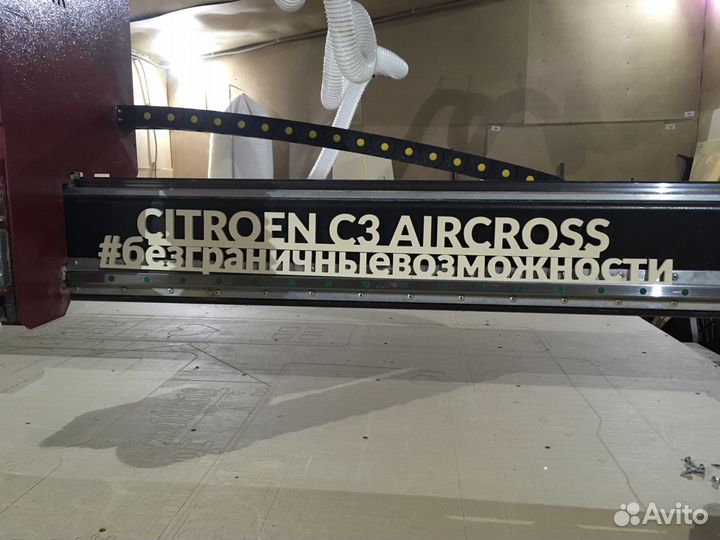 CITROEN C3 AIRCROSS
#безграничныевозможности
Avito